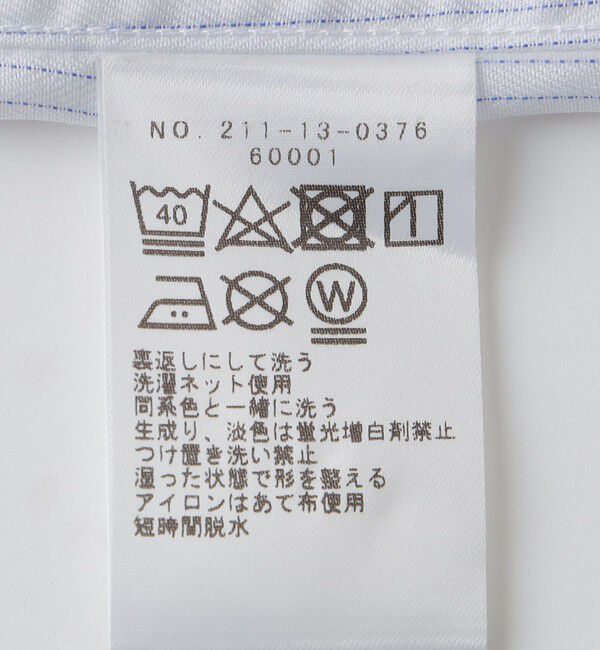 NO. 211-13-0376
60001
40
W
裏返しにして洗う
洗濯ネット使用
同系色と一緒に洗う
生成り、淡色は蛍光増白剤禁止
つけ置き洗い禁止
湿った状態で形を整える
アイロンはあて布使用
短時間脱水